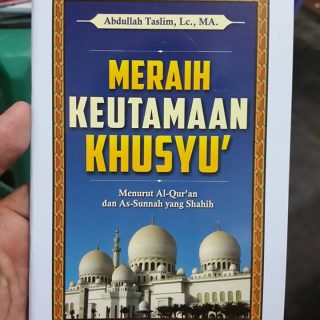 Abdullah Taslim, Lc., MA.
MERAIH
KEUTAMAAN
KHUSYU'
Menurut Al-Qur'an
dan As-Sunnah yang Shahih